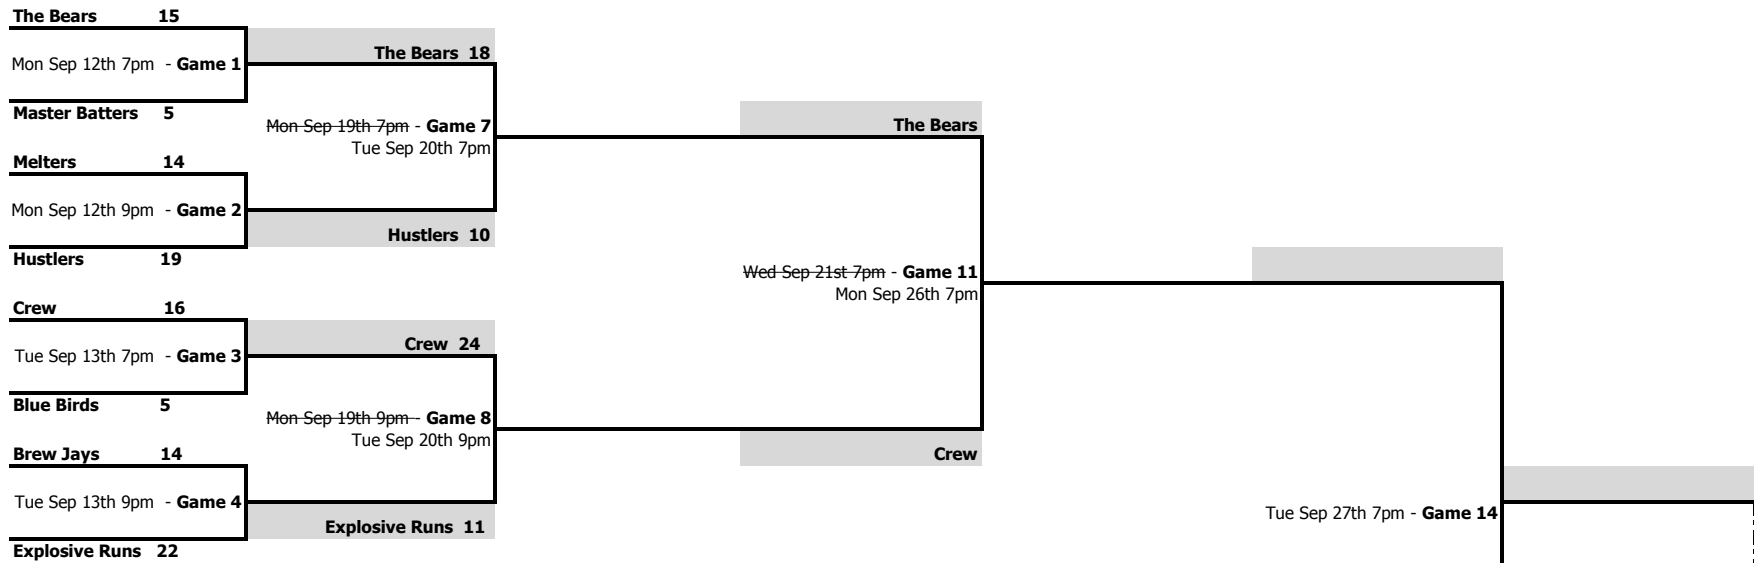 The Bears 15
Mon Sep 12th 7pm - Game 1
Master Batters 5
Melters 14
Mon Sep 12th 9pm - Game 2
Hustlers 19
Crew 16
Tue Sep 13th 7pm - Game 3
Blue Birds 5
Brew Jays 14
Tue Sep 13th 9pm - Game 4
Explosive Runs 22
The Bears 18
Mon Sep 19th 7pm - Game 7
Tue Sep 20th 7pm
Hustlers 10
Crew 24
Mon Sep 19th 9pm - Game 8
Tue Sep 20th 9pm
Explosive Runs 11
The Bears
Wed Sep 21st 7pm - Game 11
Mon Sep 26th 7pm
Crew
Tue Sep 27th 7pm - Game 14